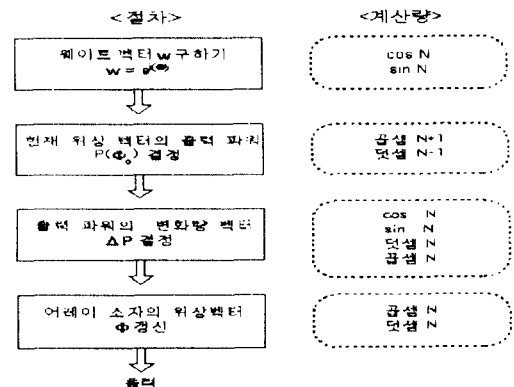 <절차>
<계산량>
웨이트 벡터 w구하기
cos N
sin N
현재 위상 벡터의 출력 파워
결정
곱셈 N+1
덧셈 N-1
출력 파워의 변화량 벡터
ΔP 결정
cos N
sin N
덧셈 N
곱셈 N
어레이 소자의 위상벡터
Φ 갱신
곱셈 N
덧셈 N
출력